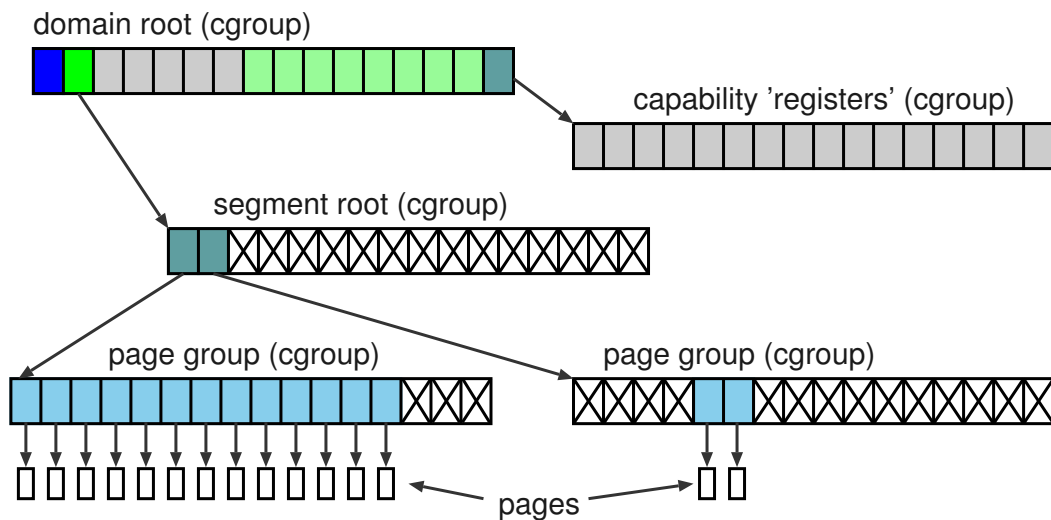 domain root (cgroup)
capability 'registers' (cgroup)
segment root (cgroup)
page group (cgroup)
page group (cgroup)
pages